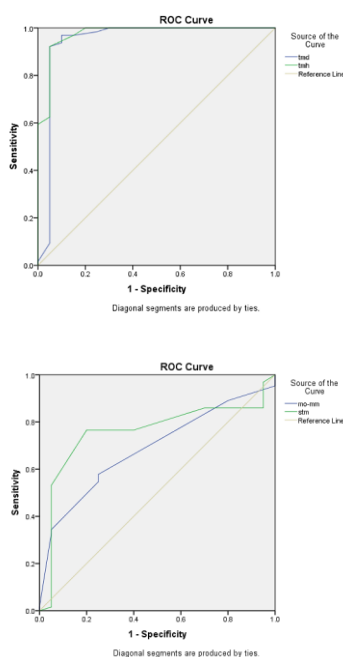 ROC Curve
Source of the
Curve
tmd
tmh
Reference Line
1.0
0.8
0.6
0.4
0.2
0.0
Sensitivity
0.0 0.2 0.4 0.6 0.8 1.0
1 - Specificity
Diagonal segments are produced by ties.
ROC Curve
Source of the
Curve
mo-mm
stm
Reference Line
1.0
0.8
0.6
0.4
0.2
0.0
Sensitivity
0.0 0.2 0.4 0.6 0.8 1.0
1 - Specificity
Diagonal segments are produced by ties.